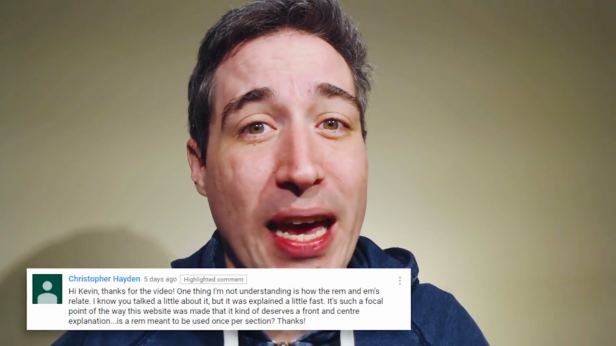 Christopher Hayden 5 days ago Highlighted comment
Hi Kevin, thanks for the video! One thing I'm not understanding is how the rem and em's
relate. I know you talked a little about it, but it was explained a little fast. It's such a focal
point of the way this website was made that it kind of deserves a front and centre
explanation...is a rem meant to be used once per section? Thanks!